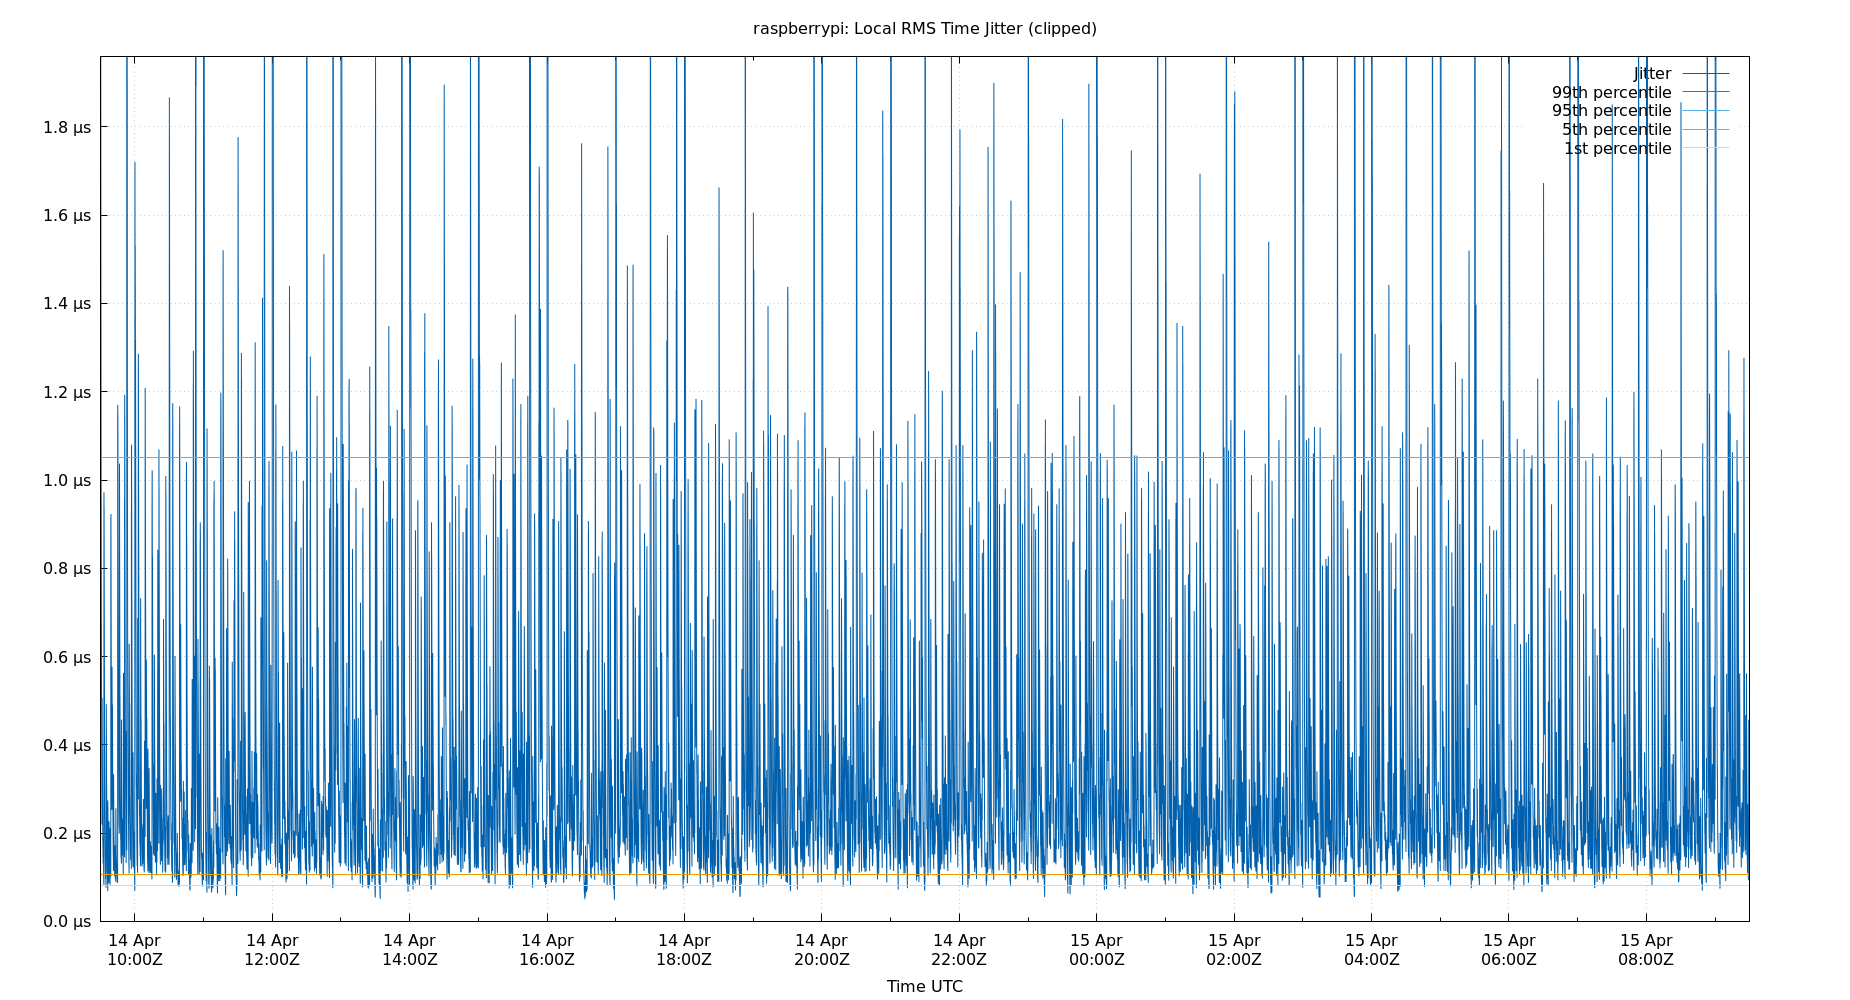 raspberrypi: Local RMS Time Jitter (clipped)
Jitter
99th percentile
95th percentile
5th percentile
1st percentile
1.8 µs
1.6 µs
1.4 µs
1.2 µs
1.0 µs
0.8 µs
0.6 µs
0.4 µs
0.2 µs
0.0 µs
14 Apr 14 Apr 14 Apr 14 Apr 14 Apr 14 Apr 14 Apr 15 Apr 15 Apr 15 Apr 15 Apr 15 Apr
10:00Z 12:00Z 14:00Z 16:00Z 18:00Z 20:00Z 22:00Z 00:00Z 02:00Z 04:00Z 06:00Z 08:00Z
Time UTC